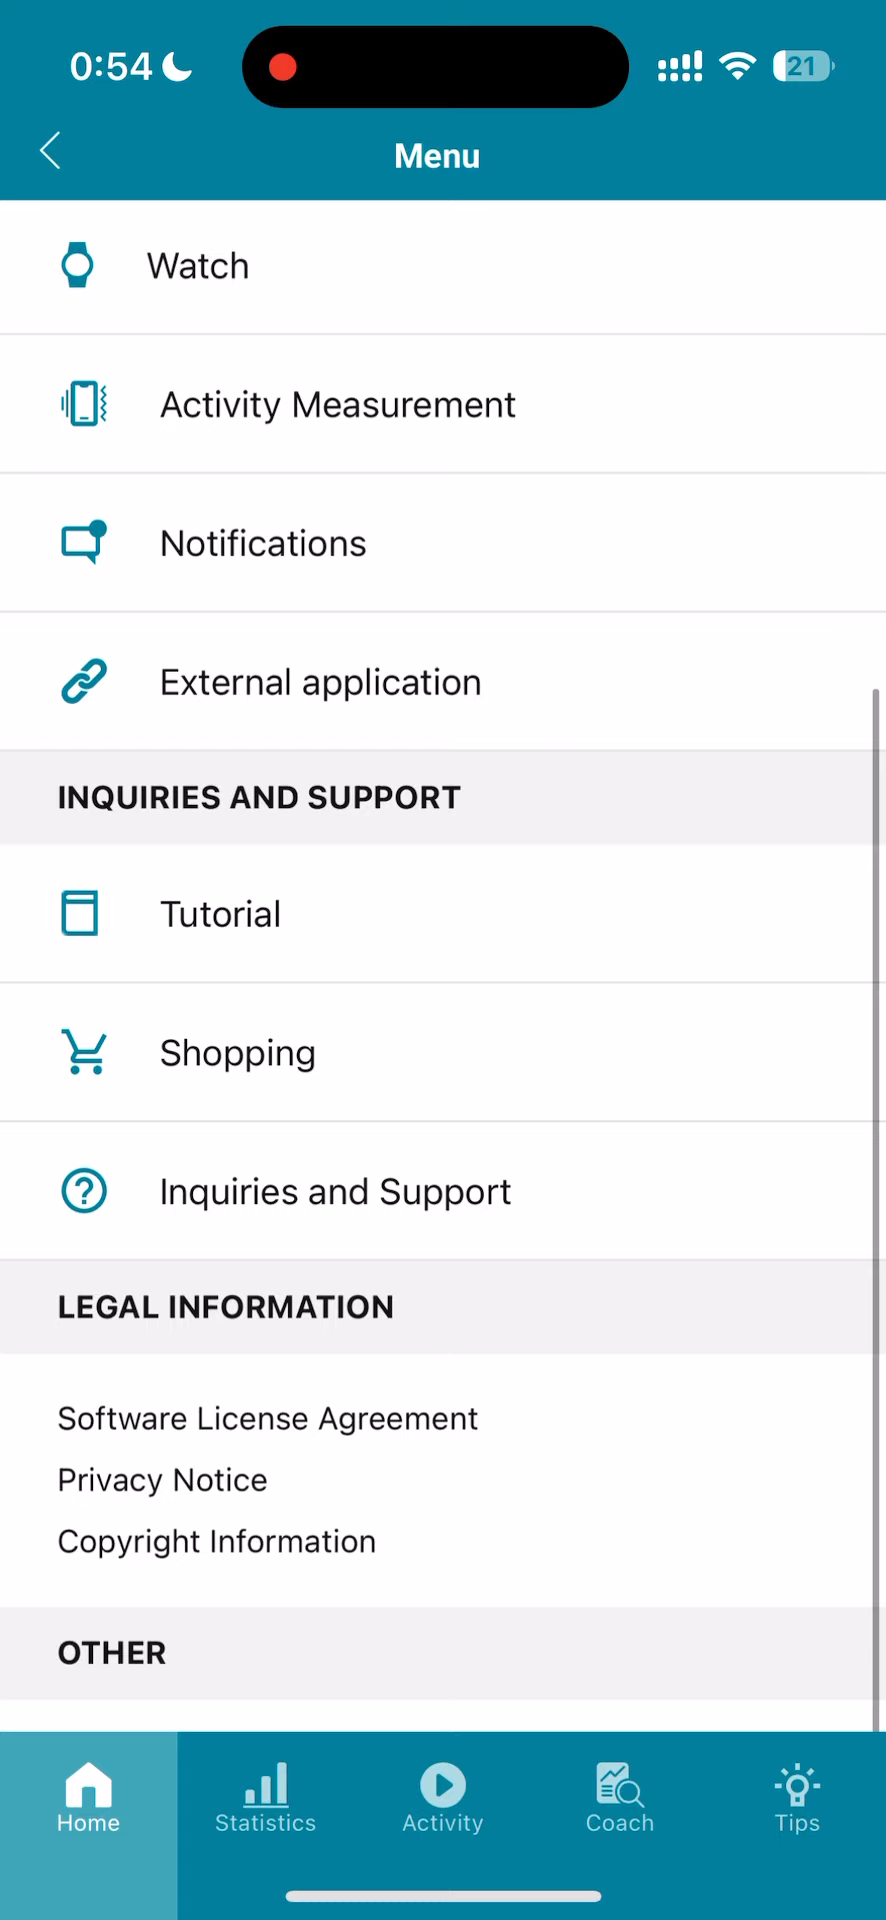 0:54
21
Menu
Watch
Activity Measurement
Notifications
External application
INQUIRIES AND SUPPORT
Tutorial
Shopping
Inquiries and Support
LEGAL INFORMATION
Software License Agreement
Privacy Notice
Copyright Information
OTHER
Home
Statistics
Activity
Coach
Tips